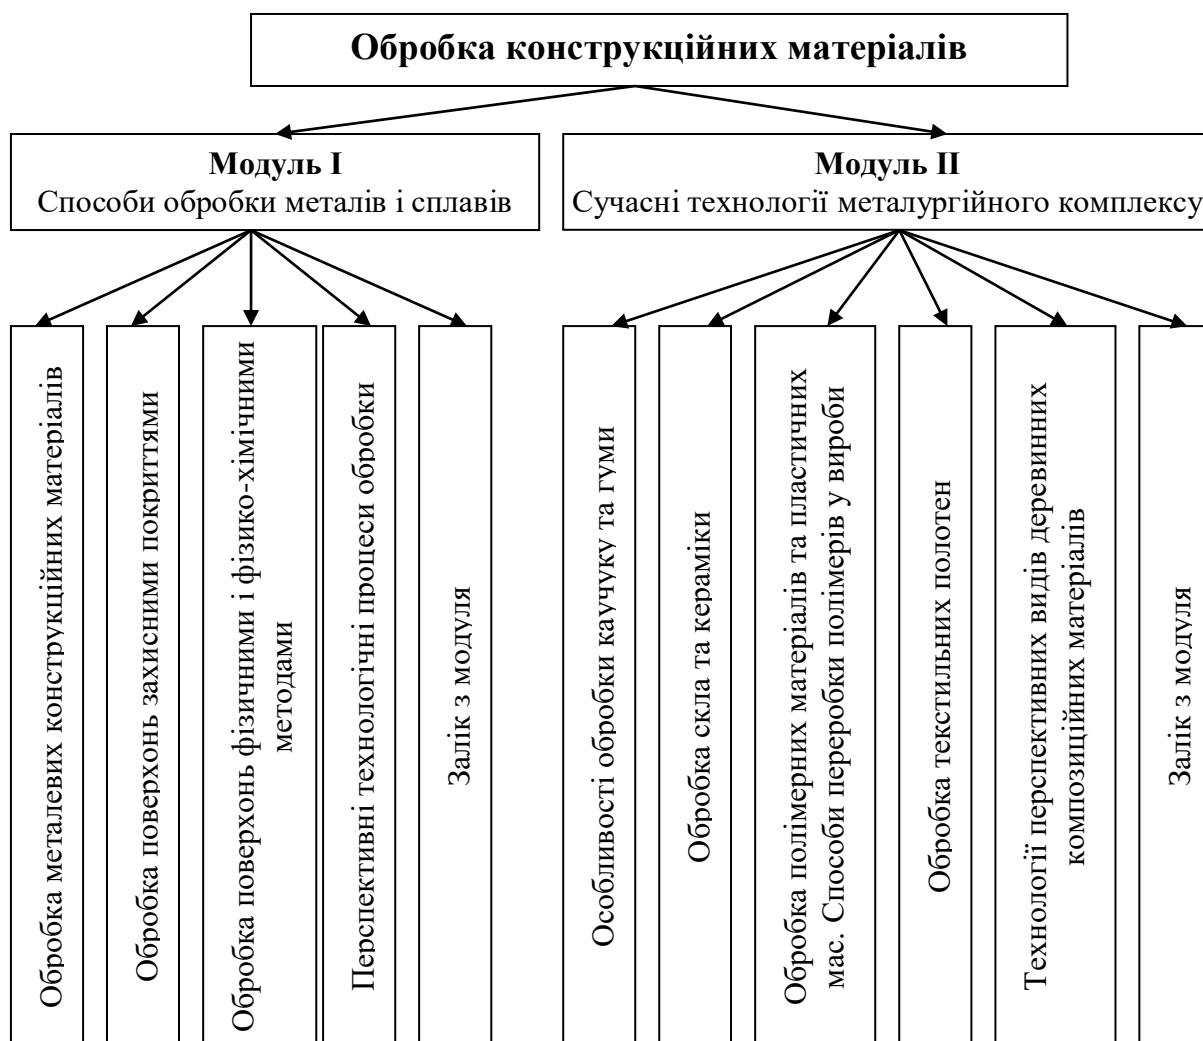 Обробка конструкційних матеріалів
Модуль I
Способи обробки металів і сплавів
Модуль II
Сучасні технології металургійного комплексу
Обробка металевих конструкційних матеріалів
Обробка поверхонь захисними покриттями
Обробка поверхонь фізичними і фізико-хімічними
методами
Перспективні технологічні процеси обробки
Залік з модуля
Особливості обробки каучуку та гуми
Обробка скла та кераміки
Обробка полімерних матеріалів та пластичних
мас. Способи переробки полімерів у вироби
Обробка текстильних полотен
Технології перспективних видів деревинних
композиційних матеріалів
Залік з модуля